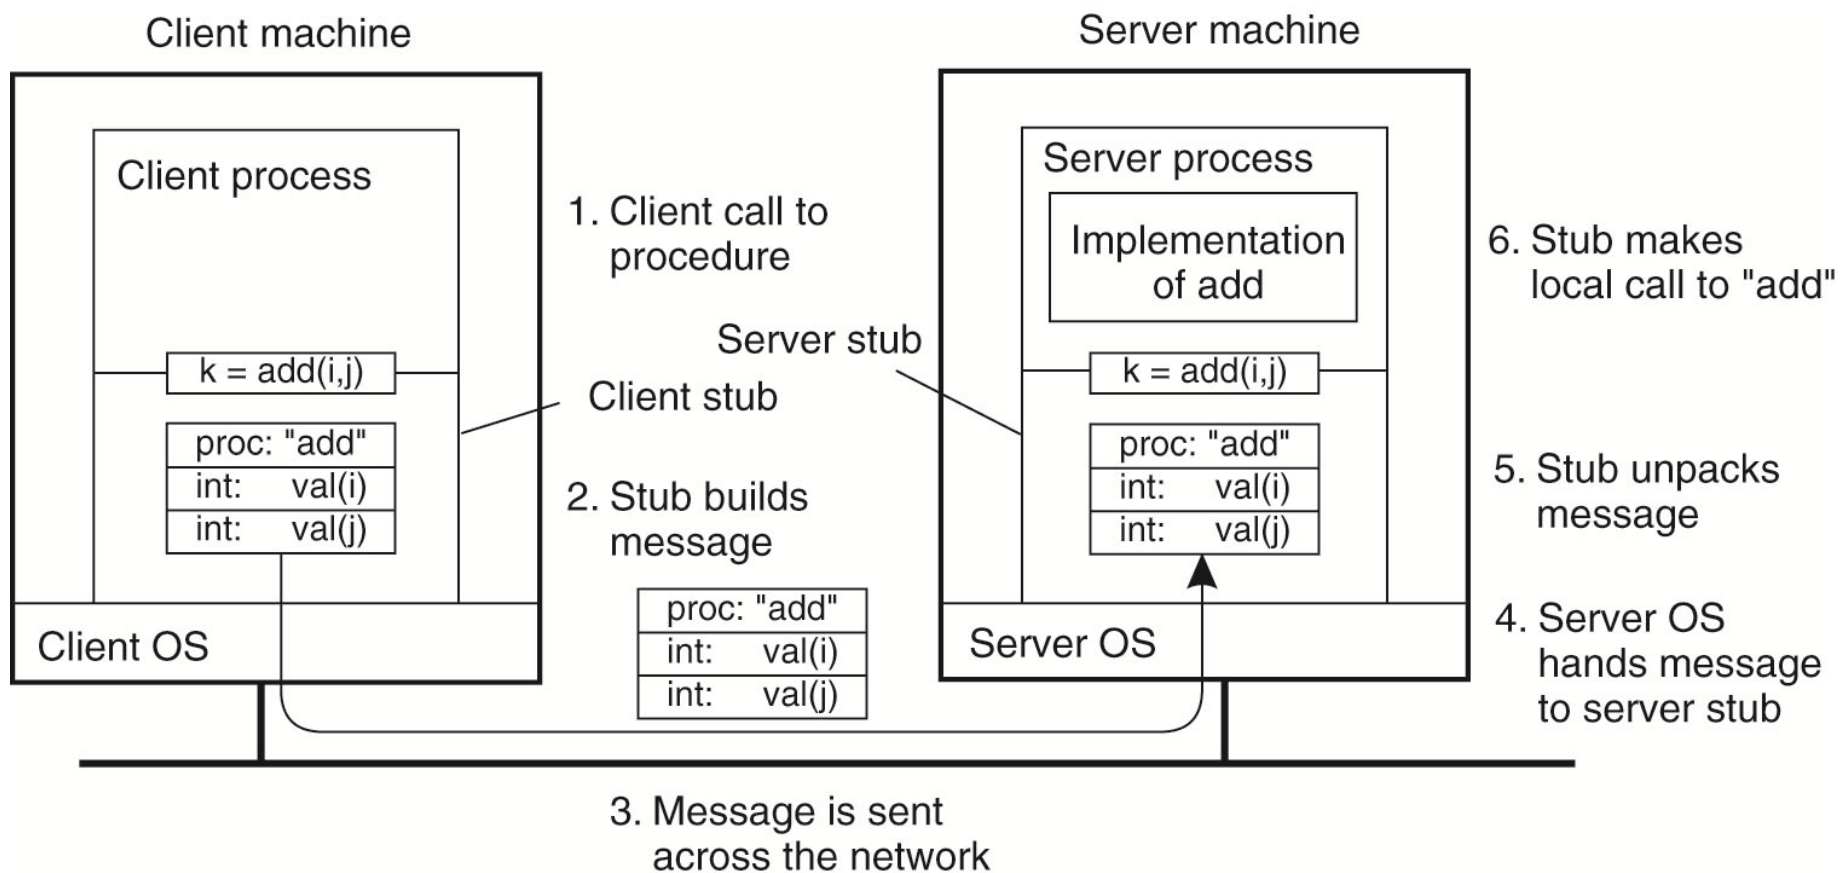 Client machine
Client process
k = add(i,j)
proc: "add"
int: val(i)
int: val(j)
Client OS
1. Client call to
procedure
Server stub
Client stub
2. Stub builds
message
proc: "add"
int: val(i)
int: val(j)
3. Message is sent
across the network
Server machine
Server process
Implementation
of add
k = add(i,j)
proc: "add"
int: val(i)
int: val(j)
Server OS
6. Stub makes
local call to "add"
5. Stub unpacks
message
4. Server OS
hands message
to server stub